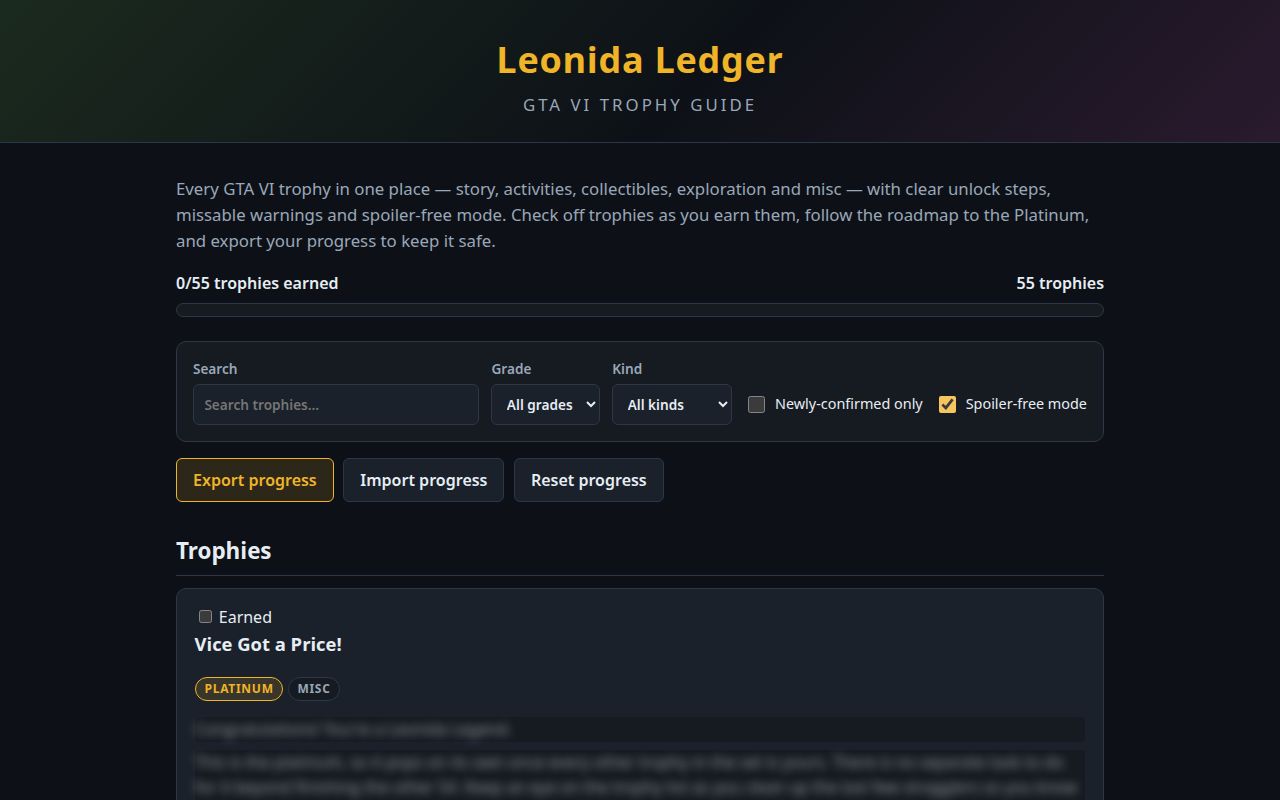 Leonida Ledger
GTA VI TROPHY GUIDE
Every GTA VI trophy in one place — story, activities, collectibles, exploration and misc — with clear unlock steps,
missable warnings and spoiler-free mode. Check off trophies as you earn them, follow the roadmap to the Platinum,
and export your progress to keep it safe.
0/55 trophies earned
55 trophies
Search
Grade
Kind
Search trophies...
All grades
All kinds
Newly-confirmed only
Spoiler-free mode
Export progress
Import progress
Reset progress
Trophies
Earned
Vice Got a Price!
PLATINUM
MISC